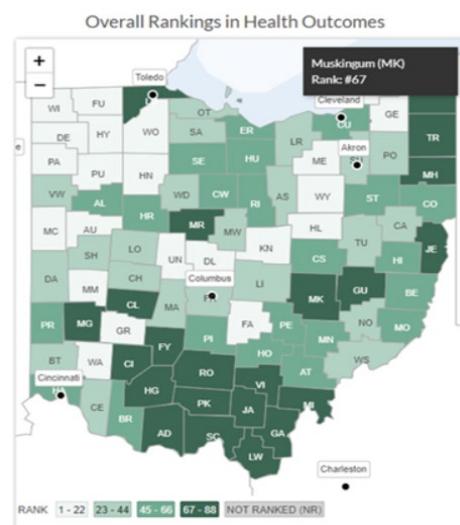 Overall Rankings in Health Outcomes
+
−
Toledo
Muskingum (MK)
Rank: #67
Cleveland
WI
FU
OT
CU
GE
DE
HY
WO
SA
ER
LR
TR
PA
SE
HU
ME
Akron
PO
PU
HN
MH
VW
AL
WD
CW
RI
AS
WY
ST
CO
HR
MC
AU
MR
MW
HL
CA
SH
LO
UN
DL
KN
TU
JE
CS
HI
DA
CH
Columbus
LI
MM
CL
MA
MK
GU
BE
PR
MG
GR
FA
PE
NO
MO
FY
PI
MN
BT
WA
CI
HO
WS
AT
Cincinnati
RO
VI
HG
CE
PK
BR
JA
MI
AD
SC
GA
LW
Charleston
RANK 1 - 22 23 - 44 45 - 66 67 - 88 NOT RANKED (NR)